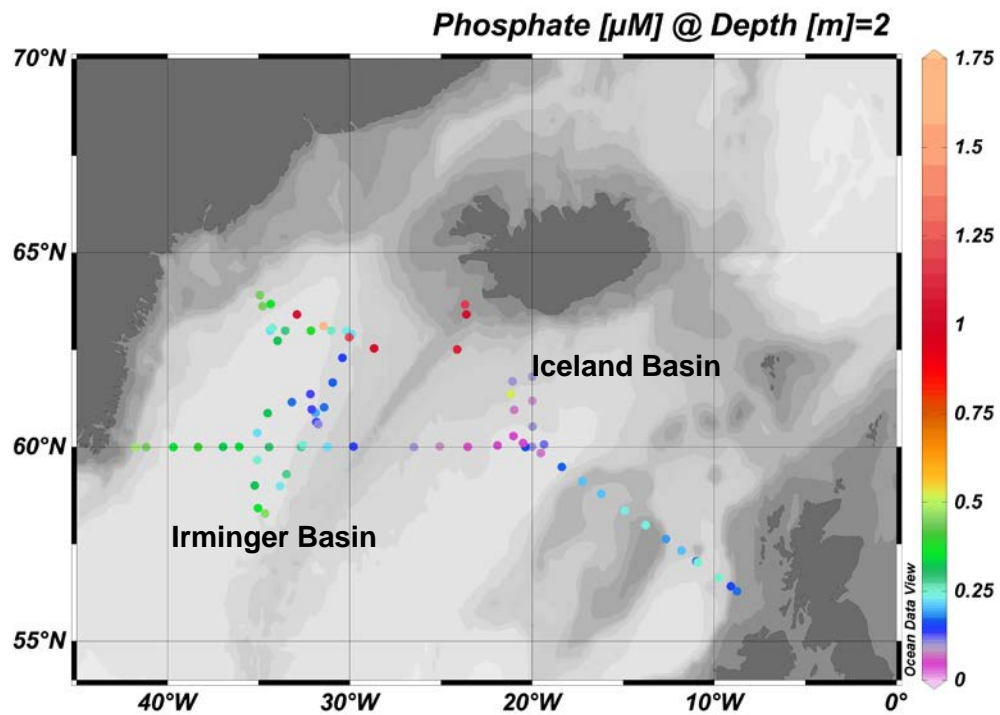 Phosphate [µM] @ Depth [m]=2
70°N
65°N
60°N
55°N
40°W
30°W
20°W
10°W
0°
Iceland Basin
Irminger Basin
Ocean Data View
1.75
1.5
1.25
1
0.75
0.5
0.25
0